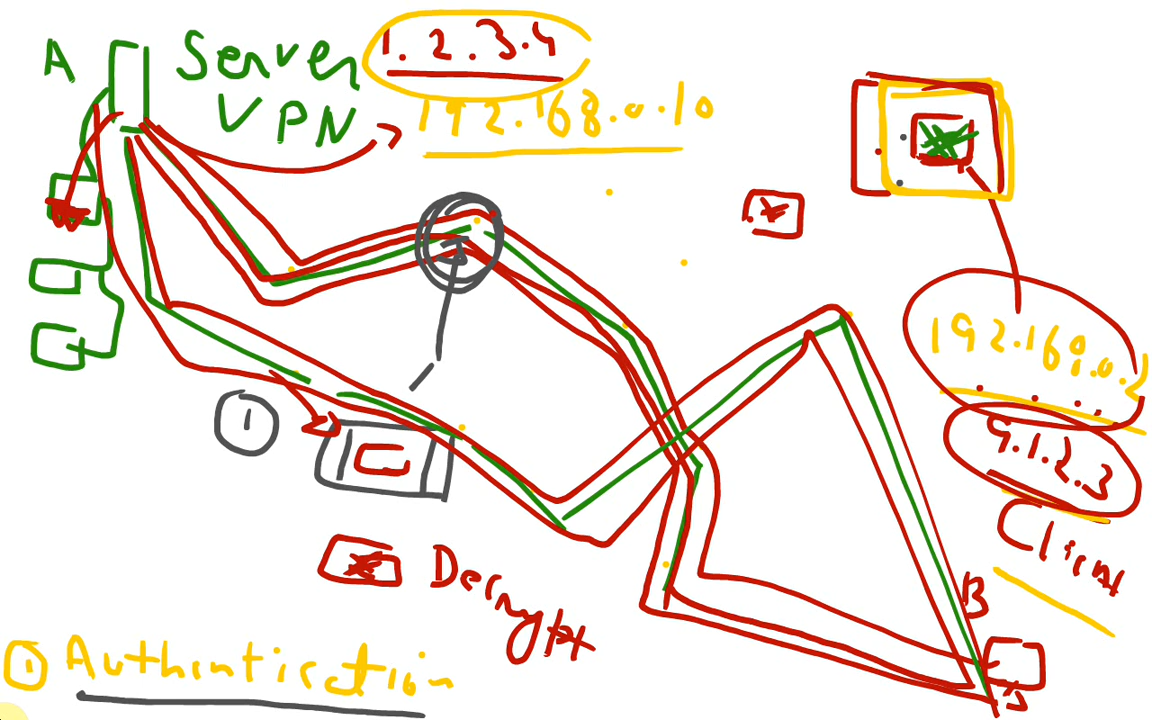 A
Server
VPN
1.2.3.4
192.168.0.10
192.168.0.2
9.1.2.3
Client
B
1
Decrypt
1 Authentication